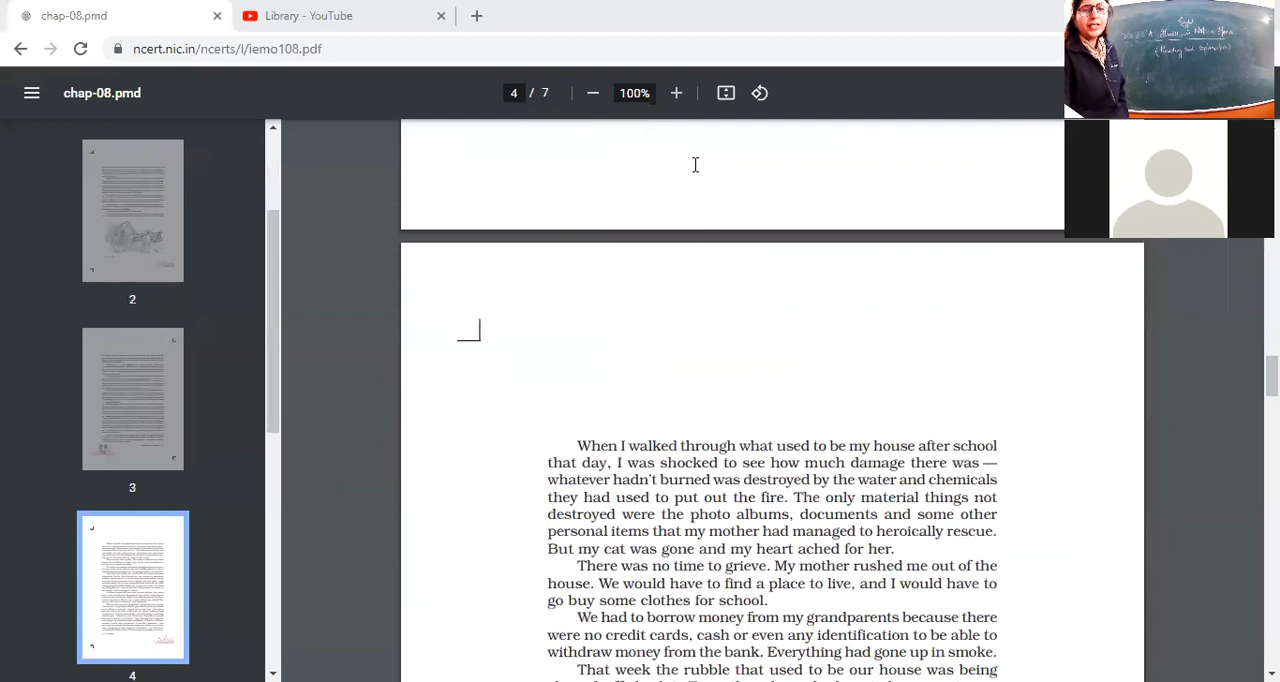 chap-08.pmd
Library - YouTube
ncert.nic.in/ncerts/l/iemo108.pdf
chap-08.pmd
4 / 7
100%
2
3
4
When I walked through what used to be my house after school
that day, I was shocked to see how much damage there was —
whatever hadn't burned was destroyed by the water and chemicals
they had used to put out the fire. The only material things not
destroyed were the photo albums, documents and some other
personal items that my mother had managed to heroically rescue.
But my cat was gone and my heart ached for her.
There was no time to grieve. My mother rushed me out of the
house. We would have to find a place to live, and I would have to
go buy some clothes for school.
We had to borrow money from my grandparents because there
were no credit cards, cash or even any identification to be able to
withdraw money from the bank. Everything had gone up in smoke.
That week the rubble that used to be our house was being